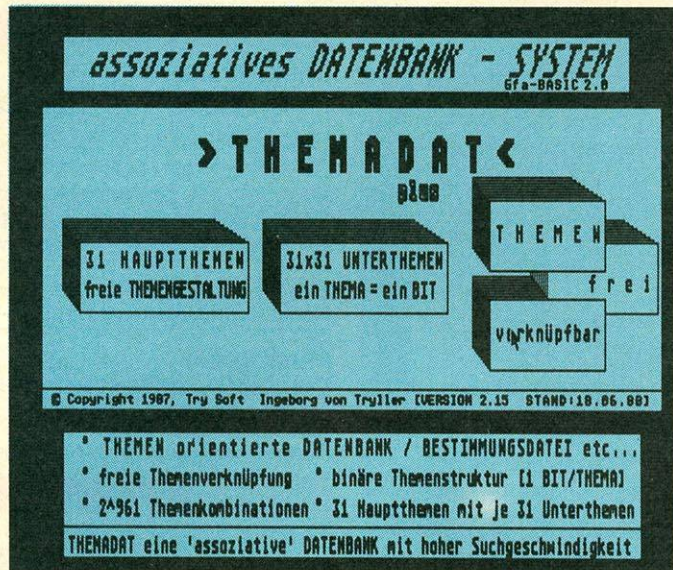 assoziatives DATENBANK - SYSTEM
Gfa-BASIC 2.0
>THEMADAT<
plus
31 HAUPTTHEMEN
freie THEMENGESTALTUNG
31x31 UNTERTHEMEN
ein THEMA = ein BIT
THEMEN
frei
verknüpfbar
© Copyright 1987, Try Soft Ingeborg von Tryller [VERSION 2.15 STAND:18.06.88]
° THEMEN orientierte DATENBANK / BESTIMMUNGSDATEI etc...
° freie Themenverknüpfung ° binäre Themenstruktur [1 BIT/THEMA]
° 2^961 Themenkombinationen ° 31 Hauptthemen mit je 31 Unterthemen
THEMADAT eine 'assoziative' DATENBANK mit hoher Suchgeschwindigkeit